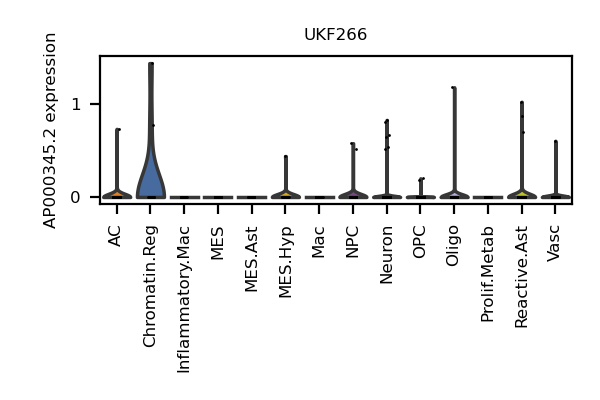 UKF266
AP000345.2 expression
1
0
AC
Chromatin.Reg
Inflammatory.Mac
MES
MES.Ast
MES.Hyp
Mac
NPC
Neuron
OPC
Oligo
Prolif.Metab
Reactive.Ast
Vasc